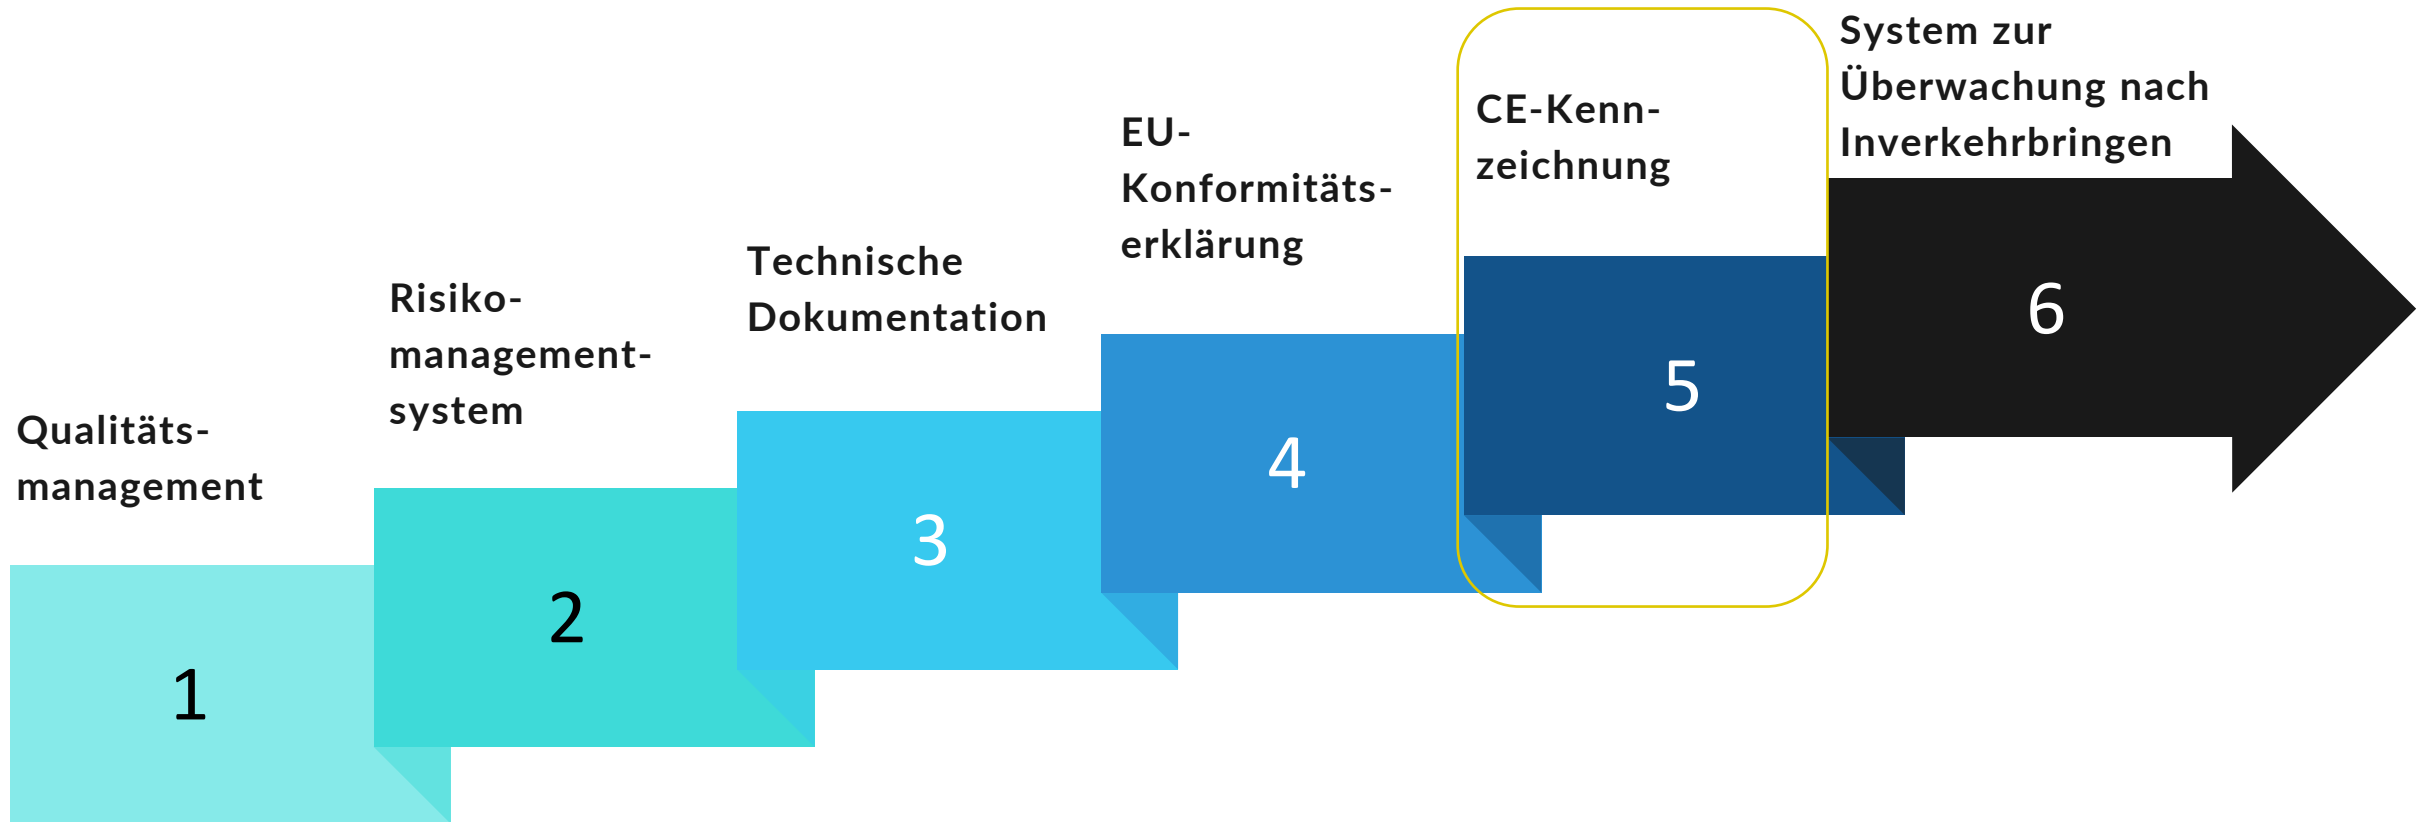 Qualitäts-
management
1
Risiko-
management-
system
2
Technische
Dokumentation
3
EU-
Konformitäts-
erklärung
4
CE-Kenn-
zeichnung
5
System zur
Überwachung nach
Inverkehrbringen
6